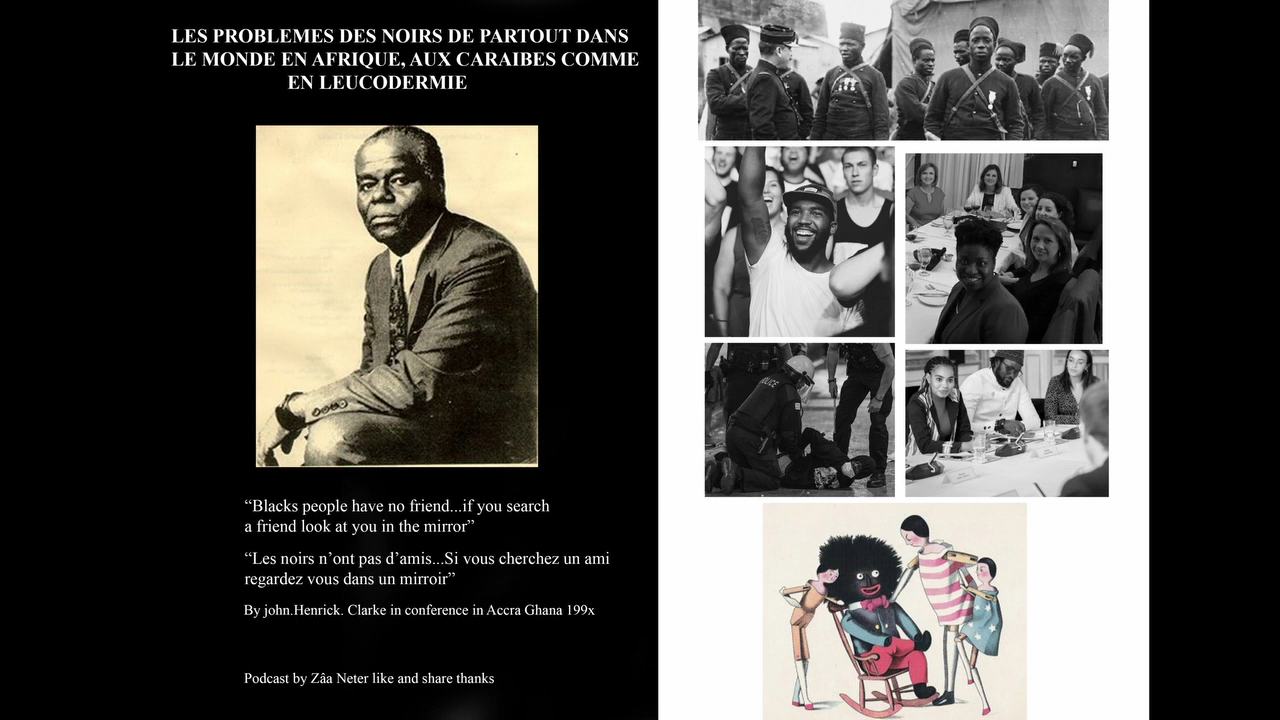 LES PROBLEMES DES NOIRS DE PARTOUT DANS
LE MONDE EN AFRIQUE, AUX CARAIBES COMME
EN LEUCODERMIE
“Blacks people have no friend...if you search
a friend look at you in the mirror”
“Les noirs n’ont pas d’amis...Si vous cherchez un ami
regardez vous dans un mirroir”
By john.Henrick. Clarke in conference in Accra Ghana 199x
Podcast by Zâa Neter like and share thanks
POLICE